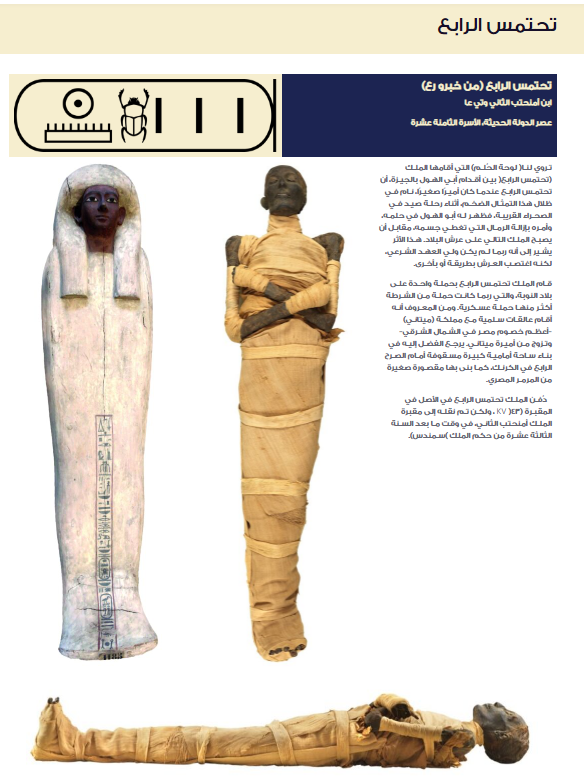 تحتمس الرابع
تحتمس الرابع (من خبرو رع)
ابن أمنحتب الثاني وتي عا
عصر الدولة الحديثة، الأسرة الثامنة عشرة
تروي لنا( لوحة الحُلم) التي أقامها الملك
(تحتمس الرابع( بين أقدام أبي الهول بالجيزة، أن
تحتمس الرابع عندما كان أميرًا صغيرًا، نام في
ظلال هذا التمثال الضخم، أثناء رحلة صيد في
الصحراء القريبة، فظهر له أبو الهول في حلمه،
وأمره بإزالة الرمال التي تغطي جسمه، مقابل أن
يصبح الملك التالي على عرش البلاد. هذا الأثر
يشير إلى أنه ربما لم يكن ولي العهد الشرعي،
لكنه اغتصب العرش بطريقة أو بأخرى.
قام الملك تحتمس الرابع بحملة واحدة على
بلاد النوبة، والتي ربما كانت حملة من الشرطة
أكثر منها حملة عسكرية. ومن المعروف أنه
أقام عالقات سلمية مع مملكة (ميتاني)
-أعظم خصوم مصر في الشمال الشرقي-
وتزوج من أميرة ميتاني. يرجع الفضل إليه في
بناء ساحة أمامية كبيرة مسقوفة أمام الصرح
الرابع في الكرنك، كما بنى بها مقصورة صغيرة
من المرمر المصري.
دُفن الملك تحتمس الرابع في الأصل في
المقبرة (٤٣( KV ، ولكن تم نقله إلى مقبرة
الملك أمنحتب الثاني، في وقت ما بعد السنة
الثالثة عشرة من حكم الملك )سمندس).